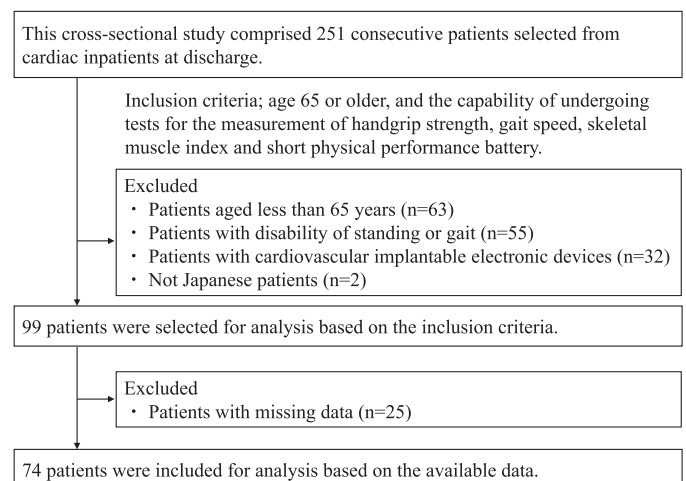 This cross-sectional study comprised 251 consecutive patients selected from
cardiac inpatients at discharge.
Inclusion criteria; age 65 or older, and the capability of undergoing
tests for the measurement of handgrip strength, gait speed, skeletal
muscle index and short physical performance battery.
Excluded
・ Patients aged less than 65 years (n=63)
・ Patients with disability of standing or gait (n=55)
・ Patients with cardiovascular implantable electronic devices (n=32)
・ Not Japanese patients (n=2)
99 patients were selected for analysis based on the inclusion criteria.
Excluded
・ Patients with missing data (n=25)
74 patients were included for analysis based on the available data.